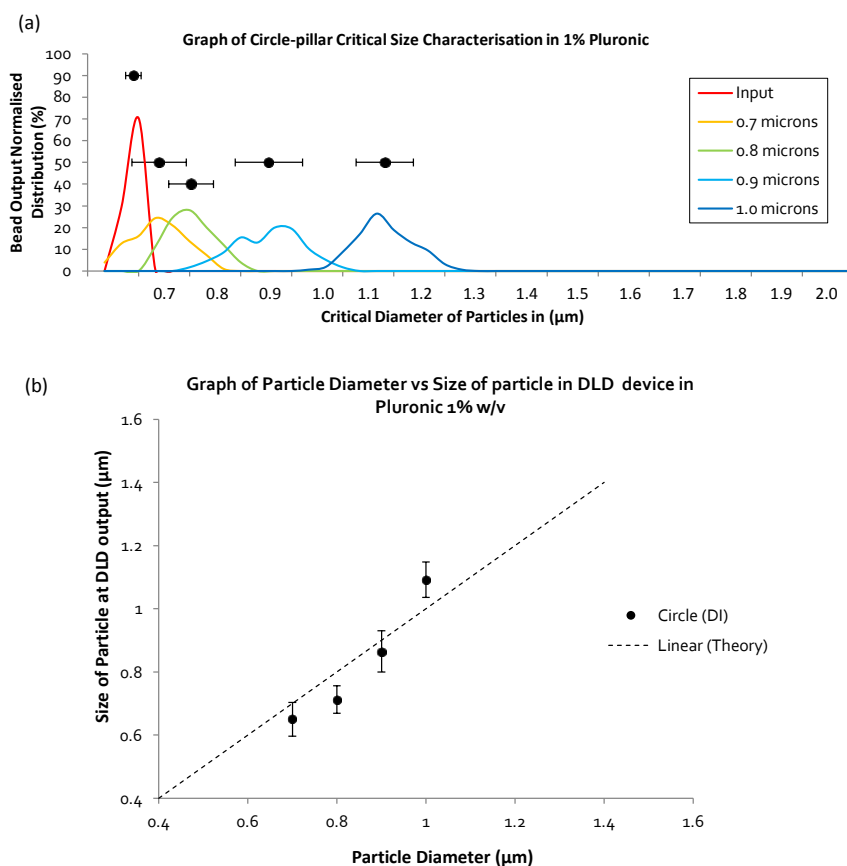 (a)
Graph of Circle-pillar Critical Size Characterisation in 1% Pluronic
Bead Output Normalised
Distribution (%)
100
90
80
70
60
50
40
30
20
10
0
0.7 0.8 0.9 1.0 1.1 1.2 1.3 1.4 1.5 1.6 1.7 1.8 1.9 2.0
Critical Diameter of Particles in (µm)
Input
0.7 microns
0.8 microns
0.9 microns
1.0 microns
(b)
Graph of Particle Diameter vs Size of particle in DLD device in
Pluronic 1% w/v
Size of Particle at DLD output (µm)
1.6
1.4
1.2
1
0.8
0.6
0.4
0.4 0.6 0.8 1 1.2 1.4 1.6
Particle Diameter (µm)
Circle (DI)
Linear (Theory)